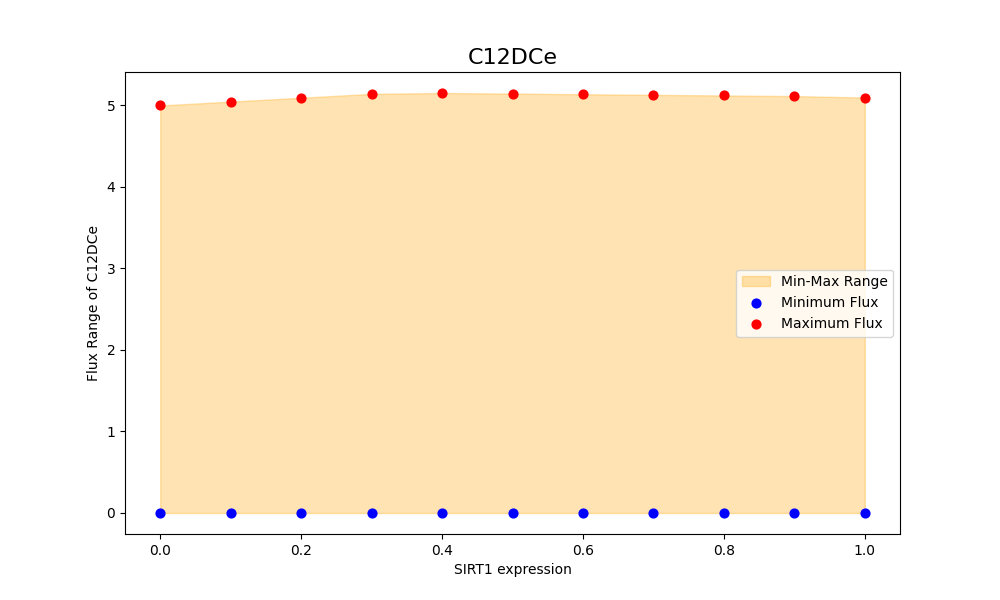 C12DCe
Flux Range of C12DCe
5
4
3
2
1
0
Min-Max Range
Minimum Flux
Maximum Flux
0.0 0.2 0.4 0.6 0.8 1.0
SIRT1 expression